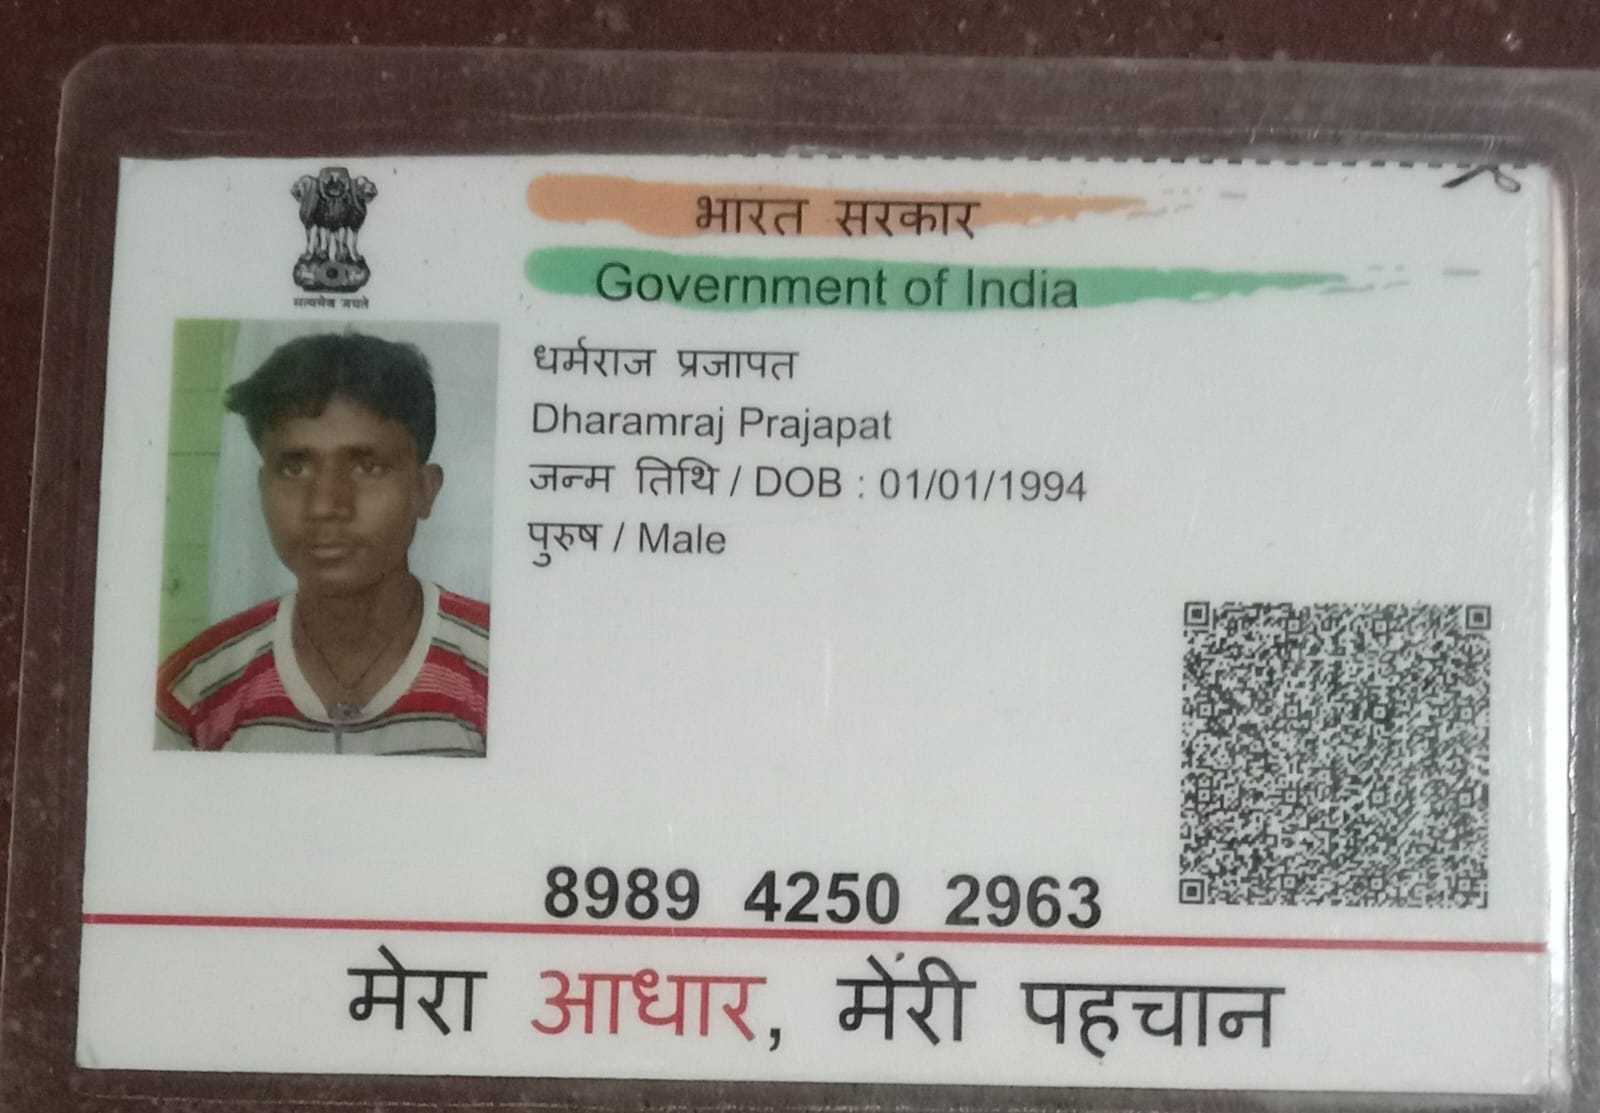 सत्यमेव जयते
भारत सरकार
Government of India
धर्मराज प्रजापत
Dharamraj Prajapat
जन्म तिथि / DOB : 01/01/1994
पुरुष / Male
8989 4250 2963
मेरा आधार, मेंरी पहचान